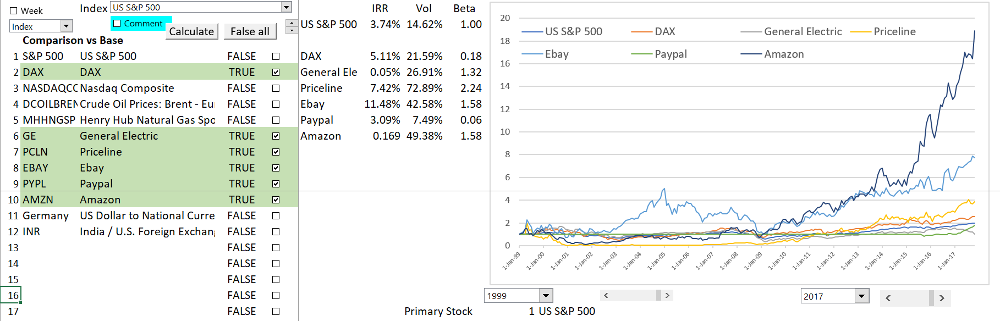 Week
Index US S&P 500
Index
Comment
Calculate
False all
Comparison vs Base
1 S&P 500 US S&P 500 FALSE
2 DAX DAX TRUE
3 NASDAQCC Nasdaq Composite FALSE
4 DCOILBREN Crude Oil Prices: Brent - Eu FALSE
5 MHHNGSP Henry Hub Natural Gas Spo FALSE
6 GE General Electric TRUE
7 PCLN Priceline TRUE
8 EBAY Ebay TRUE
9 PYPL Paypal TRUE
10 AMZN Amazon TRUE
11 Germany US Dollar to National Curre FALSE
12 INR India / U.S. Foreign Exchan FALSE
13 FALSE
14 FALSE
15 FALSE
16 FALSE
17 FALSE
IRR Vol Beta
US S&P 500 3.74% 14.62% 1.00
DAX 5.11% 21.59% 0.18
General Ele 0.05% 26.91% 1.32
Priceline 7.42% 72.89% 2.24
Ebay 11.48% 42.58% 1.58
Paypal 3.09% 7.49% 0.06
Amazon 0.169 49.38% 1.58
US S&P 500 DAX General Electric Priceline
Ebay Paypal Amazon
20
18
16
14
12
10
8
6
4
2
0
1-Jan-99 1-Jan-00 1-Jan-01 1-Jan-02 1-Jan-03 1-Jan-04 1-Jan-05 1-Jan-06 1-Jan-07 1-Jan-08 1-Jan-09 1-Jan-10 1-Jan-11 1-Jan-12 1-Jan-13 1-Jan-14 1-Jan-15 1-Jan-16 1-Jan-17
1999
2017
Primary Stock 1 US S&P 500